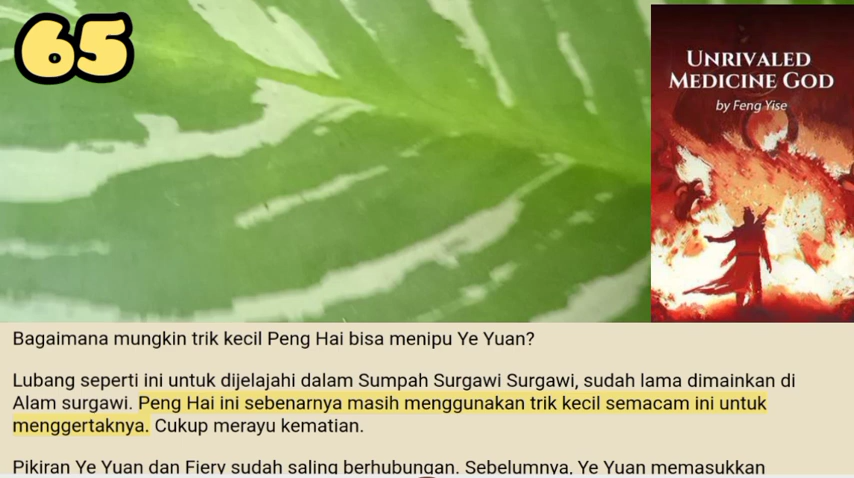 65
UNRIVALED
MEDICINE GOD
by Feng Yise
Bagaimana mungkin trik kecil Peng Hai bisa menipu Ye Yuan?
Lubang seperti ini untuk dijelajahi dalam Sumpah Surgawi Surgawi, sudah lama dimainkan di
Alam surgawi. Peng Hai ini sebenarnya masih menggunakan trik kecil semacam ini untuk
menggertaknya. Cukup merayu kematian.
Pikiran Ye Yuan dan Fiery sudah saling berhubungan. Sebelumnya, Ye Yuan memasukkan